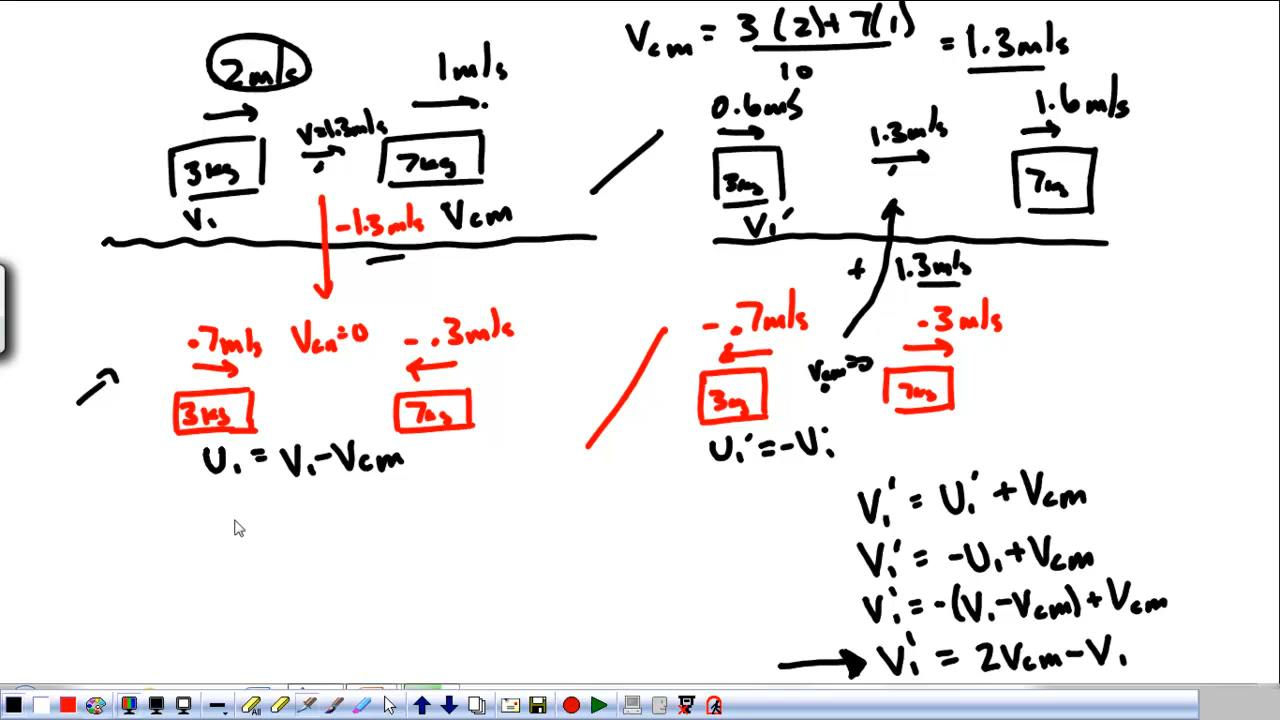 Vcm = 3(2)+7(1) / 10 = 1.3m/s
2m/s
1m/s
V=1.3m/s
3kg
7kg
V₁
-1.3m/s
Vcm
0.6m/s
1.3m/s
1.6m/s
3kg
7kg
V₁'
+ 1.3m/s
.7m/s
Vcm=0
-.3m/s
3kg
7kg
U₁ = V₁-Vcm
-.7m/s
Vcm=0
.3m/s
3kg
7kg
U₁'=-V₁
V₁' = U₁' + Vcm
V₁' = -U₁+Vcm
V₁' = -(V₁-Vcm)+Vcm
V₁' = 2Vcm-V₁
All